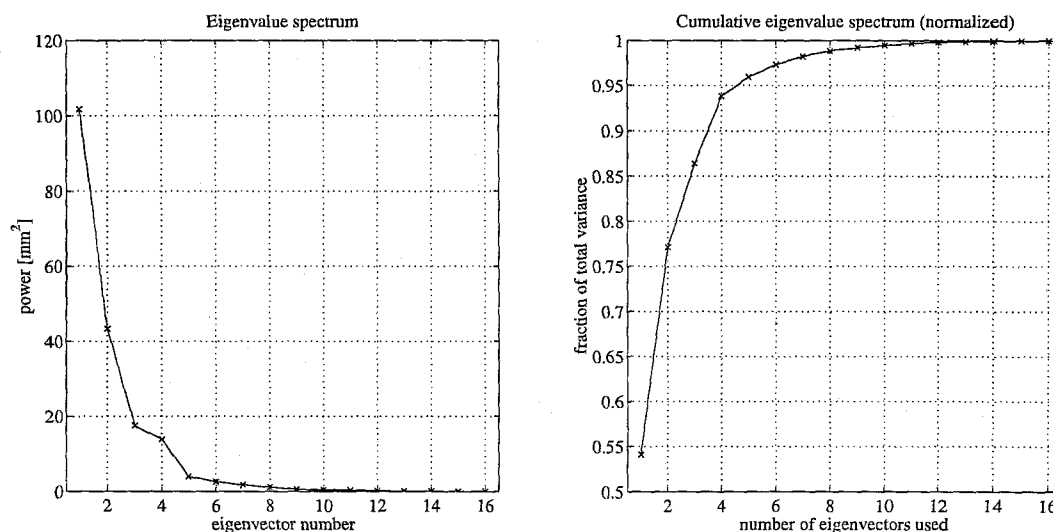 Eigenvalue spectrum
120
100
80
60
40
20
0
power [mm²]
2 4 6 8 10 12 14 16
eigenvector number
Cumulative eigenvalue spectrum (normalized)
1
0.95
0.9
0.85
0.8
0.75
0.7
0.65
0.6
0.55
0.5
fraction of total variance
2 4 6 8 10 12 14 16
number of eigenvectors used